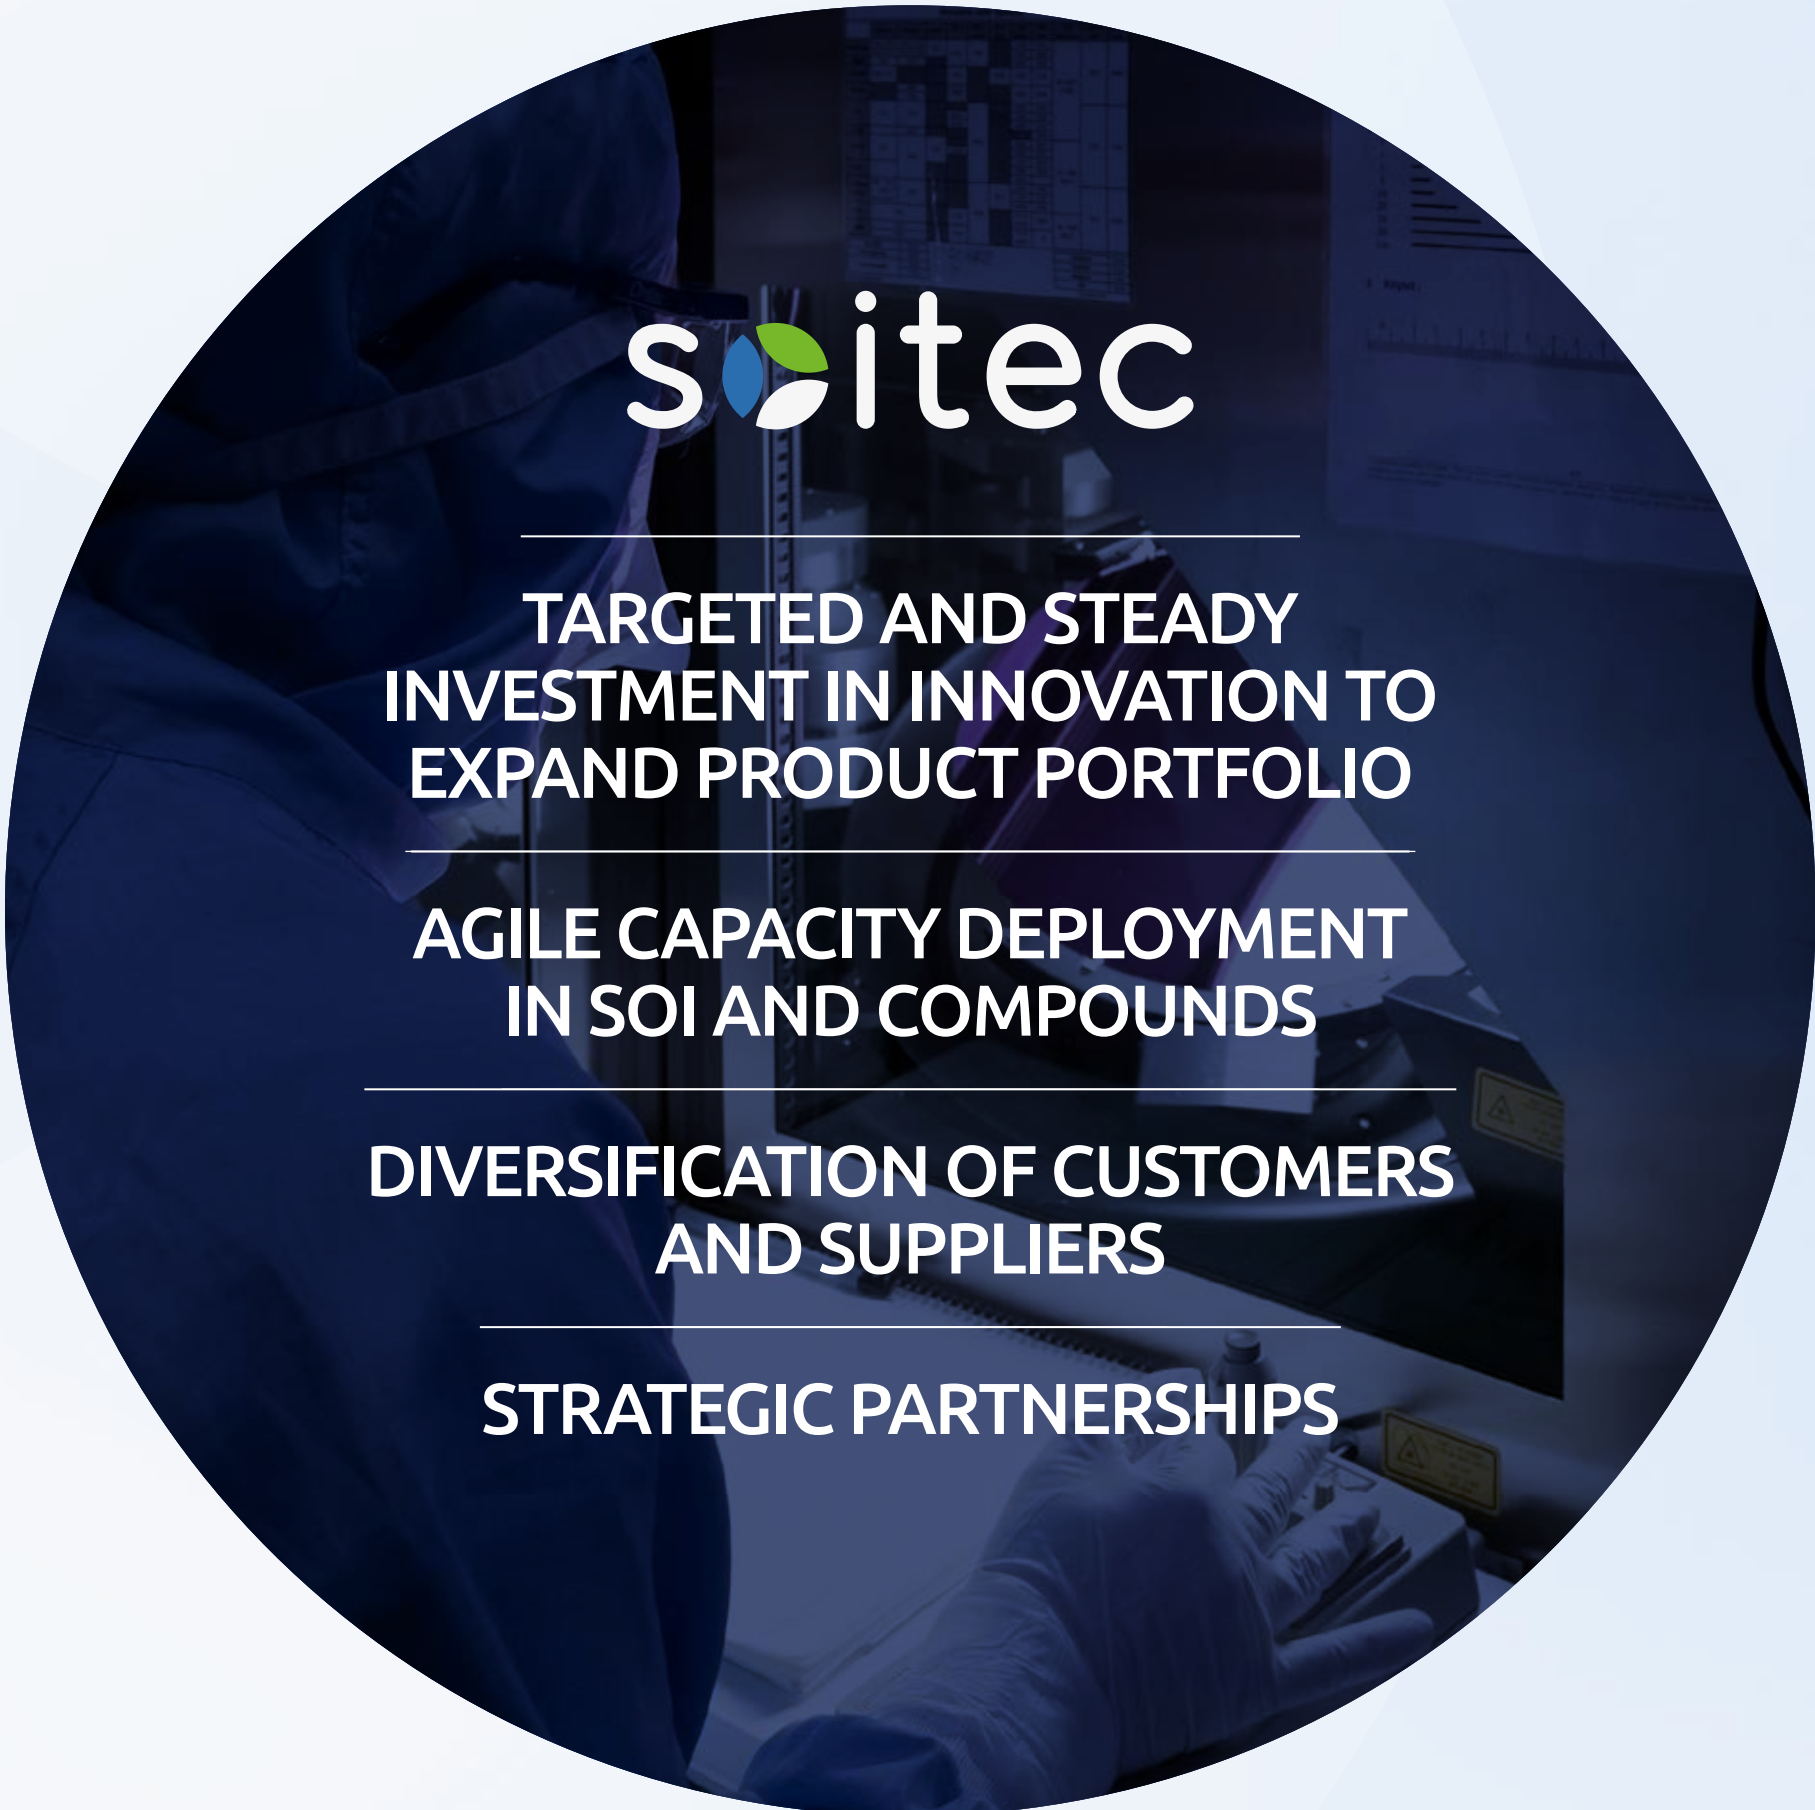 soitec
TARGETED AND STEADY
INVESTMENT IN INNOVATION TO
EXPAND PRODUCT PORTFOLIO
AGILE CAPACITY DEPLOYMENT
IN SOI AND COMPOUNDS
DIVERSIFICATION OF CUSTOMERS
AND SUPPLIERS
STRATEGIC PARTNERSHIPS